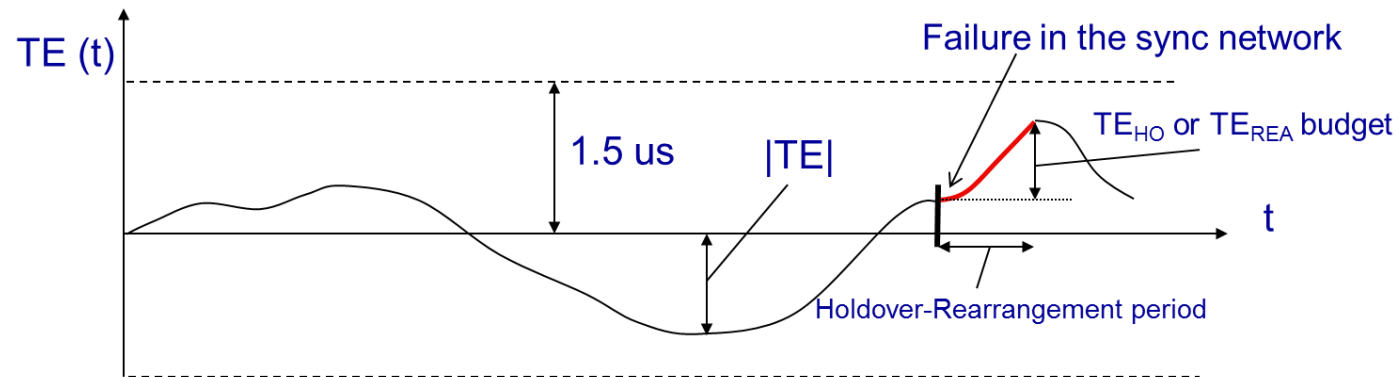 TE (t)
Failure in the sync network
1.5 us
|TE|
TE_HO or TE_REA budget
t
Holdover-Rearrangement period